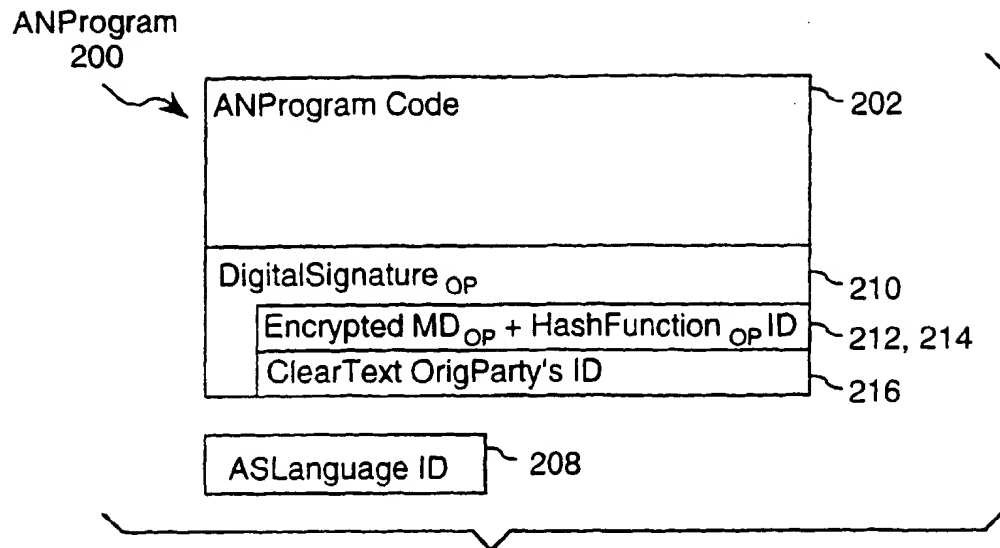 ANProgram
200
ANProgram Code
202
DigitalSignature OP
210
Encrypted MD OP + HashFunction OP ID
212, 214
ClearText OrigParty's ID
216
ASLanguage ID
208